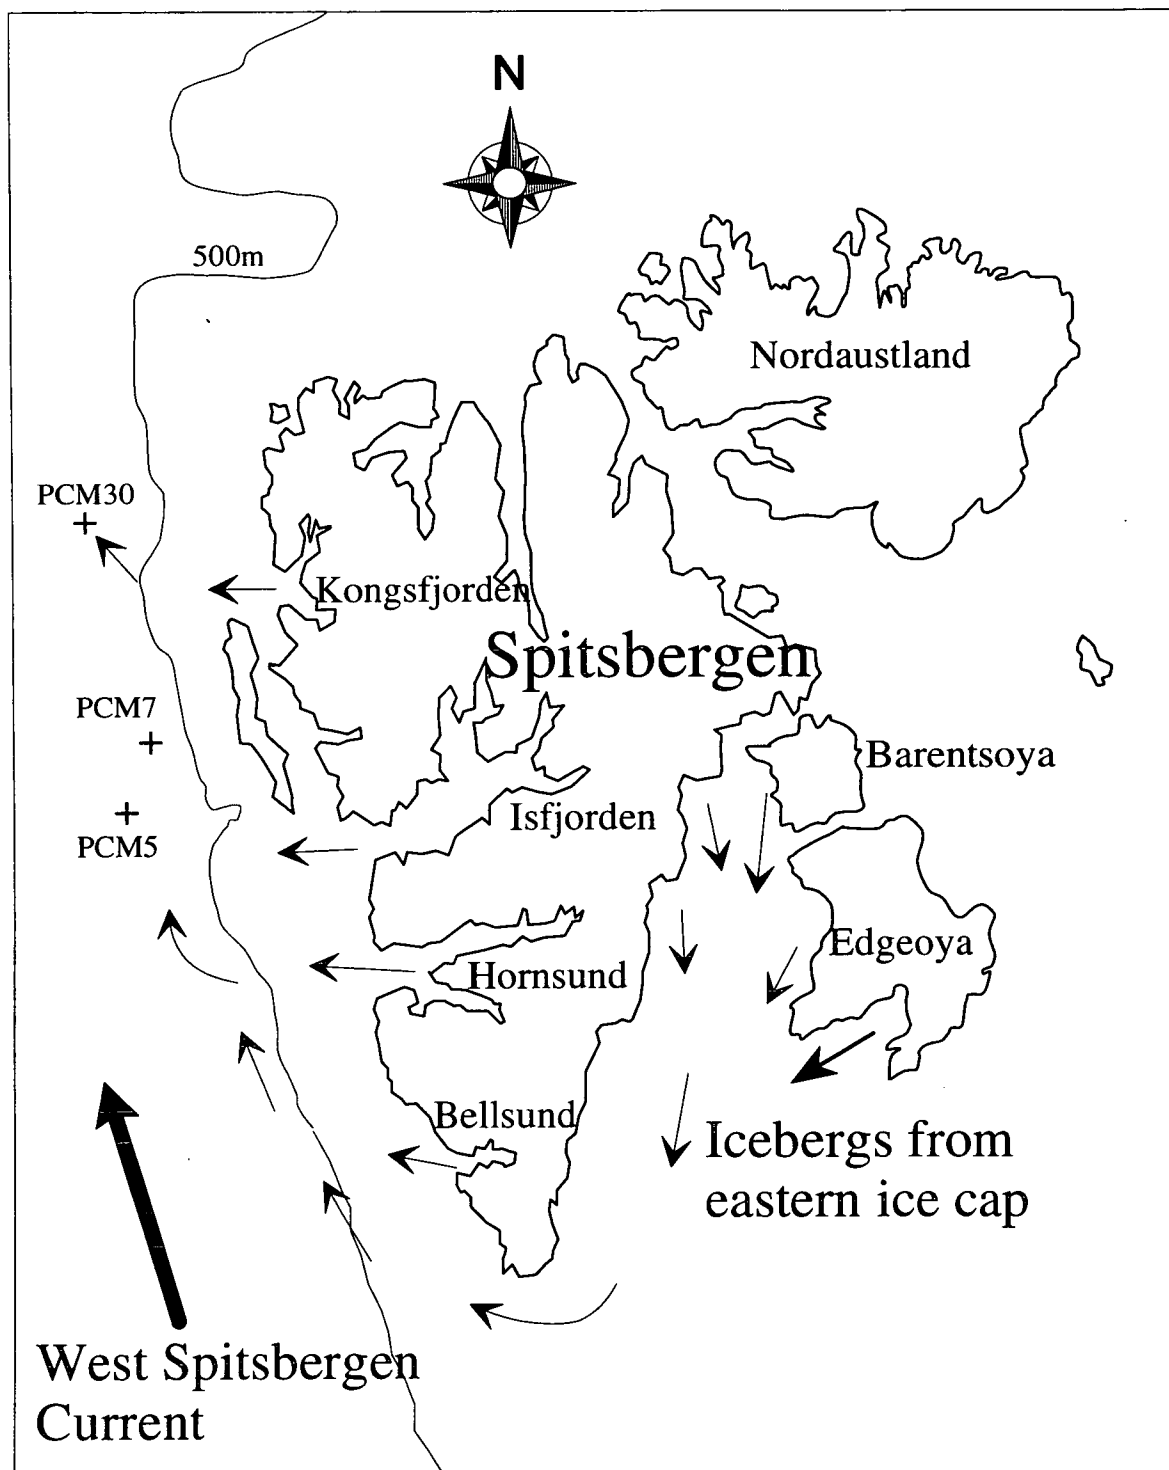 N
500m
Nordaustland
PCM30
Kongsfjorden
Spitsbergen
PCM7
Barentsoya
Isfjorden
PCM5
Edgeoya
Hornsund
Bellsund
Icebergs from
eastern ice cap
West Spitsbergen
Current